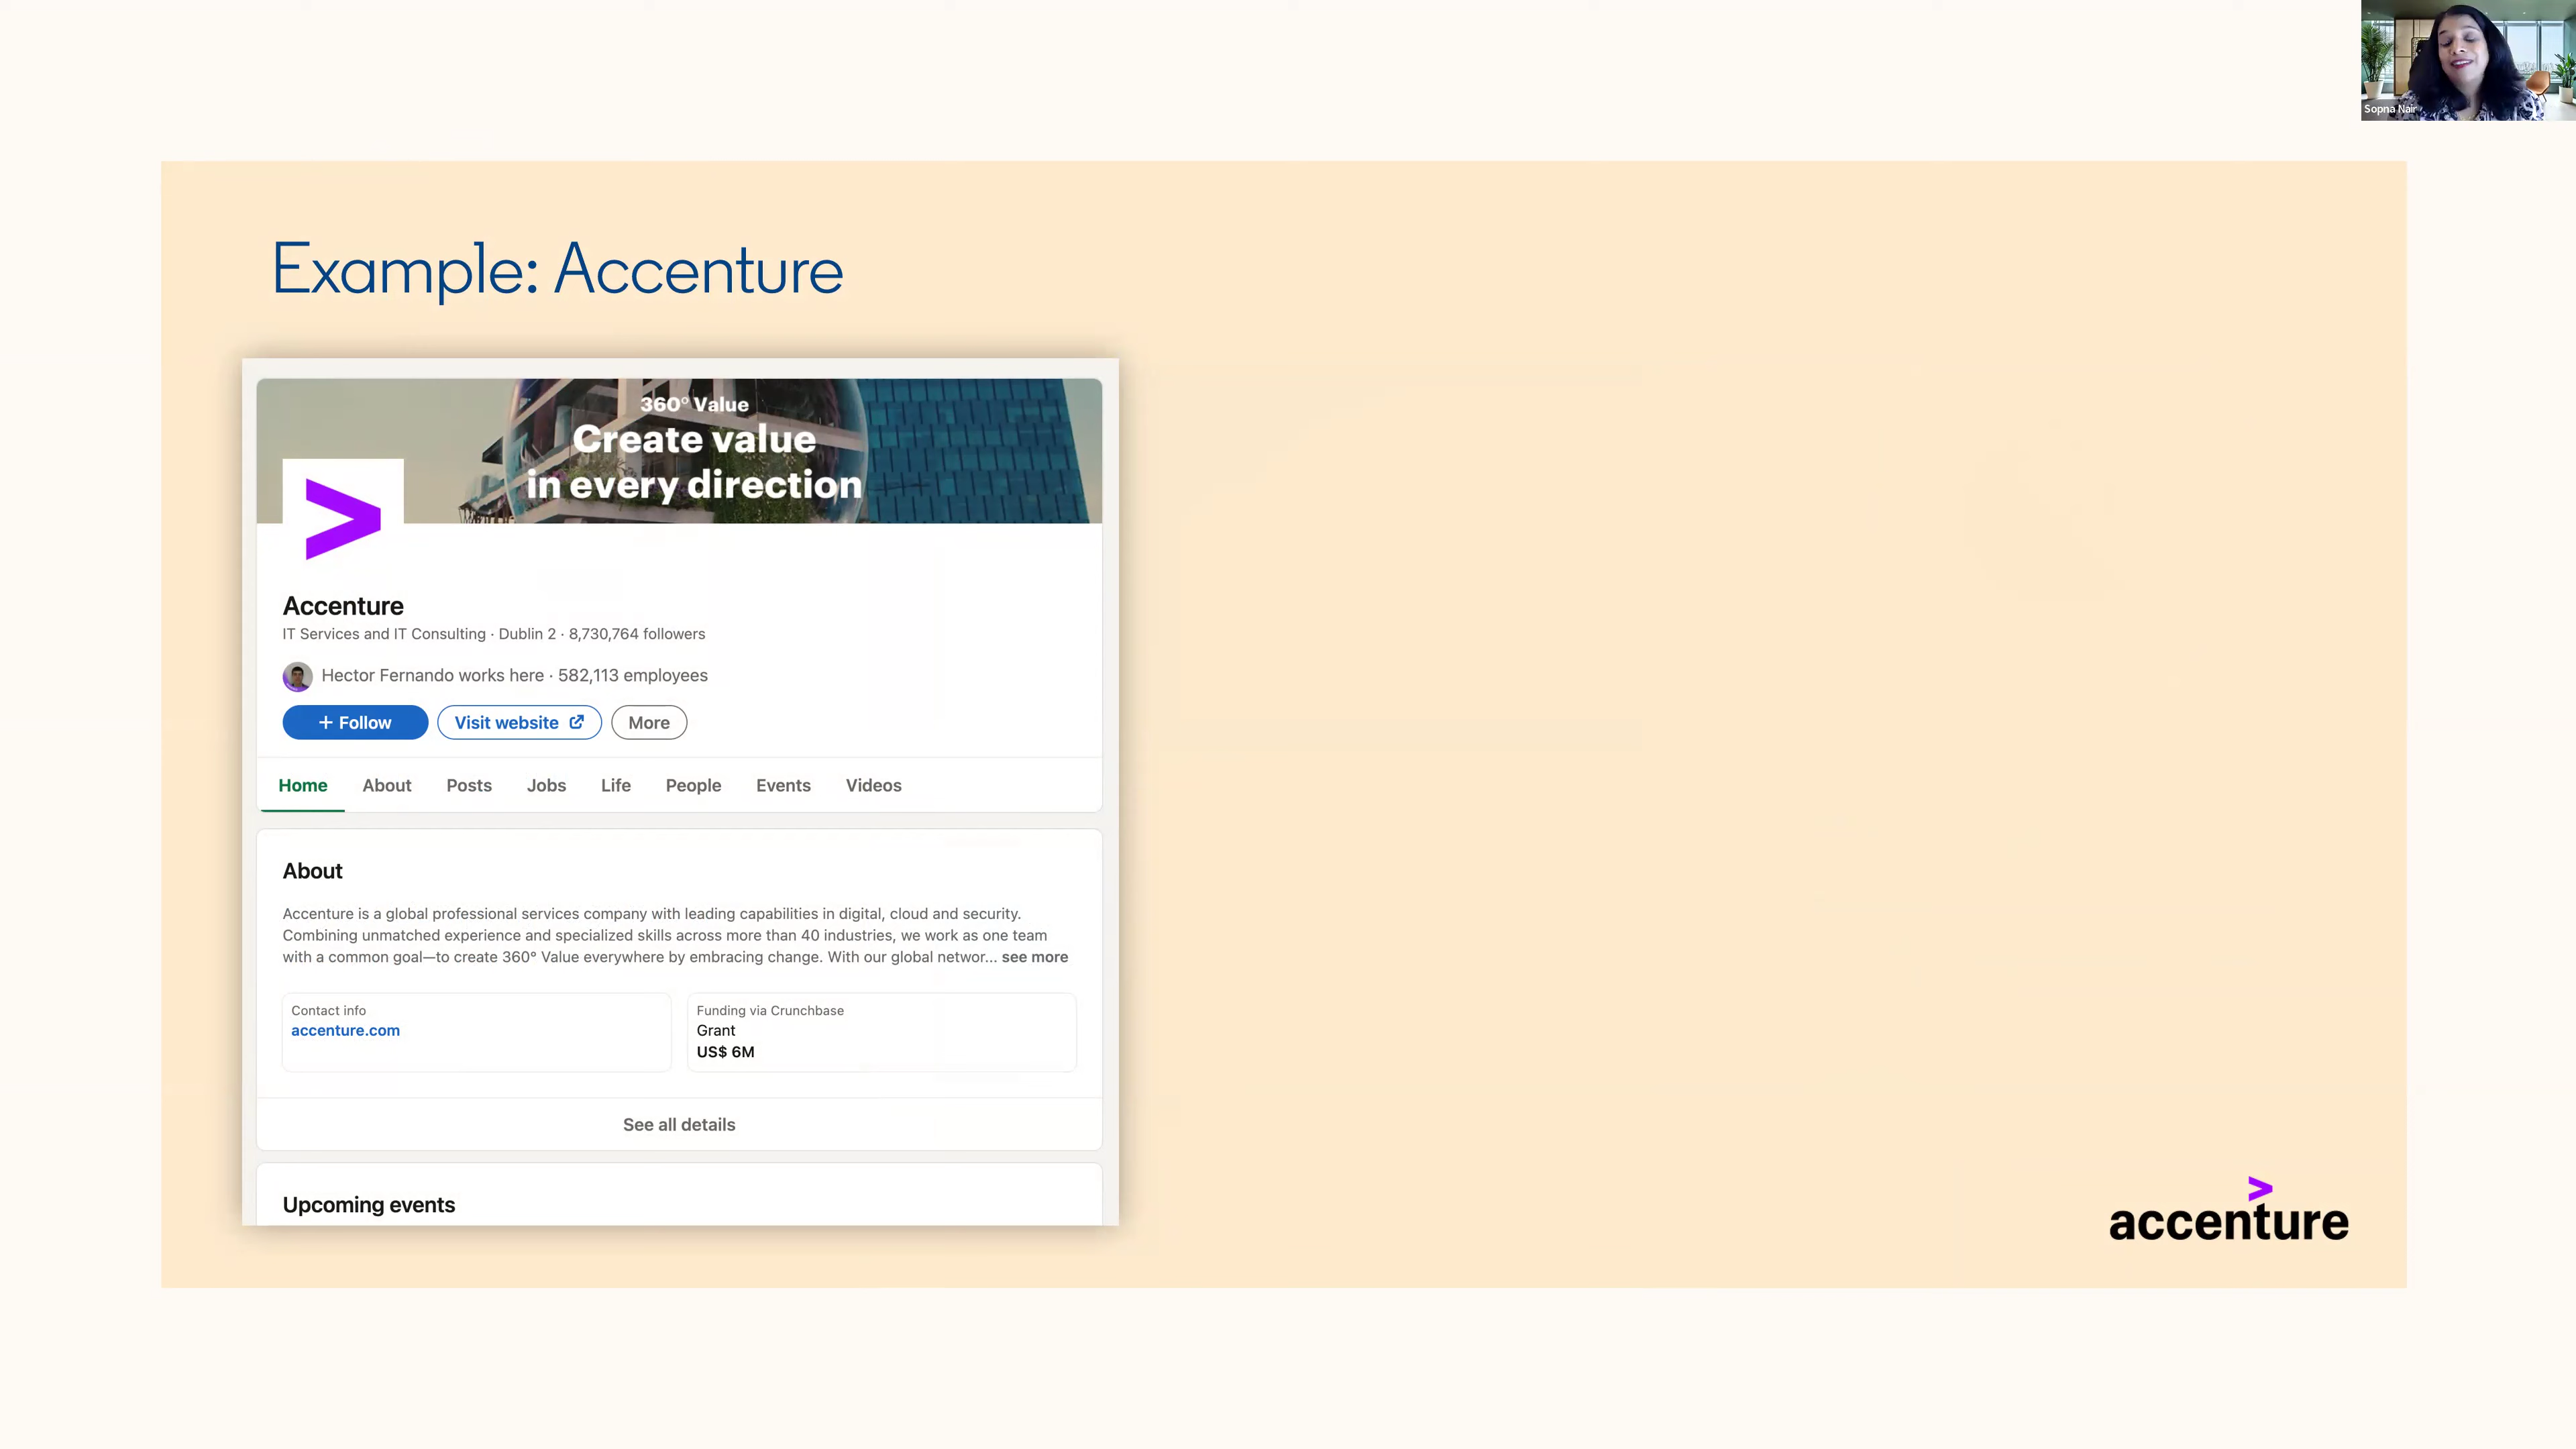 Sopna Nair
Example: Accenture
360° Value
Create value
in every direction
Accenture
IT Services and IT Consulting · Dublin 2 · 8,730,764 followers
Hector Fernando works here · 582,113 employees
+ Follow
Visit website
More
Home About Posts Jobs Life People Events Videos
About
Accenture is a global professional services company with leading capabilities in digital, cloud and security.
Combining unmatched experience and specialized skills across more than 40 industries, we work as one team
with a common goal—to create 360° Value everywhere by embracing change. With our global networ... see more
Contact info
accenture.com
Funding via Crunchbase
Grant
US$ 6M
See all details
Upcoming events
accenture